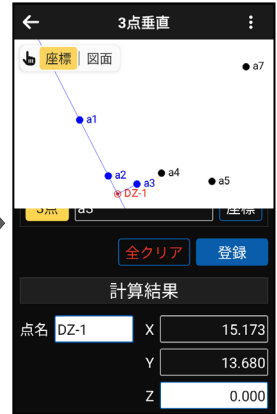 3点垂直
座標 図面
a7
a1
a2
a4
a3
a5
DZ-1
3点 a3 座標
全クリア 登録
計算結果
点名 DZ-1 X 15.173
Y 13.680
Z 0.000